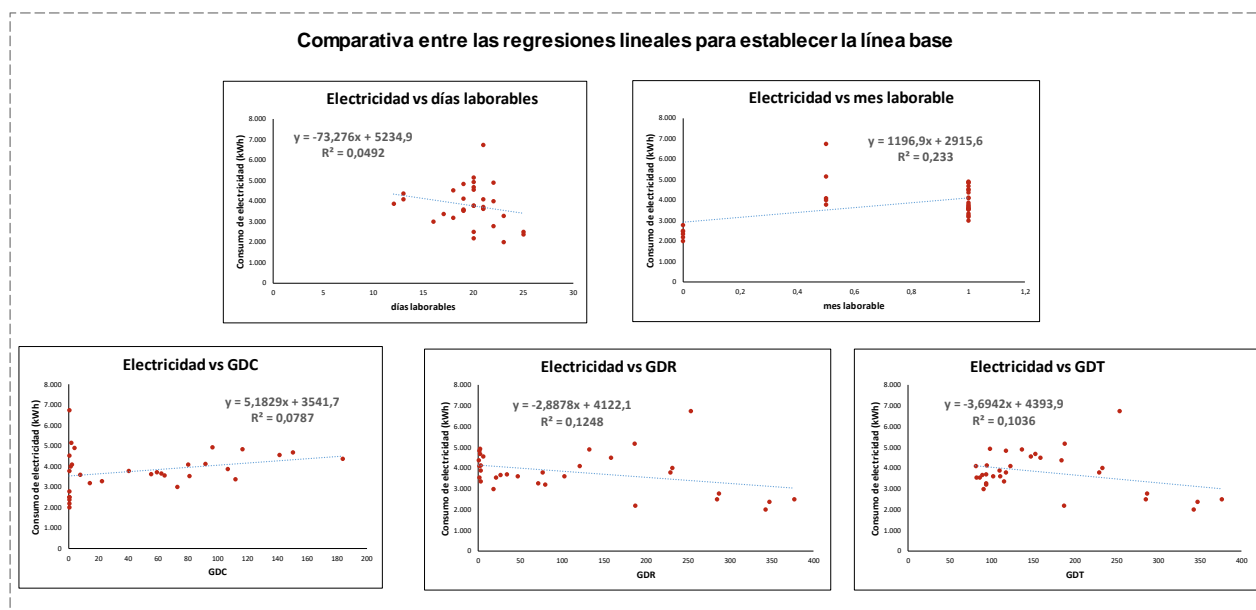 Comparativa entre las regresiones lineales para establecer la línea base
Electricidad vs días laborables
y = -73,276x + 5234,9
R² = 0,0492
Consumo de electricidad (kWh)
8.000
7.000
6.000
5.000
4.000
3.000
2.000
1.000
0
0 5 10 15 20 25 30
días laborables
Electricidad vs mes laborable
y = 1196,9x + 2915,6
R² = 0,233
Consumo de electricidad (kWh)
8.000
7.000
6.000
5.000
4.000
3.000
2.000
1.000
0
0 0,2 0,4 0,6 0,8 1 1,2
mes laborable
Electricidad vs GDC
y = 5,1829x + 3541,7
R² = 0,0787
Consumo de electricidad (kWh)
8.000
7.000
6.000
5.000
4.000
3.000
2.000
1.000
0
0 20 40 60 80 100 120 140 160 180 200
GDC
Electricidad vs GDR
y = -2,8878x + 4122,1
R² = 0,1248
Consumo de electricidad (kWh)
8.000
7.000
6.000
5.000
4.000
3.000
2.000
1.000
0
0 50 100 150 200 250 300 350 400
GDR
Electricidad vs GDT
y = -3,6942x + 4393,9
R² = 0,1036
Consumo de electricidad (kWh)
8.000
7.000
6.000
5.000
4.000
3.000
2.000
1.000
0
0 50 100 150 200 250 300 350 400
GDT